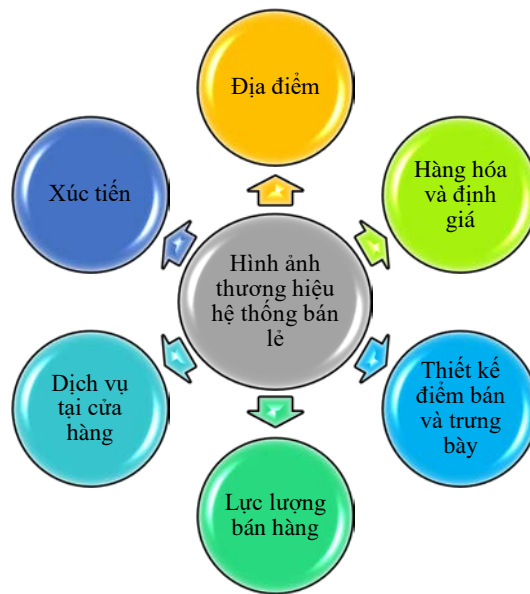 Địa điểm
Hàng hóa
và định
giá
Thiết kế
điểm bán
và trưng
bày
Lực lượng
bán hàng
Dịch vụ
tại cửa
hàng
Xúc tiến
Hình ảnh
thương hiệu
hệ thống bán
lẻ